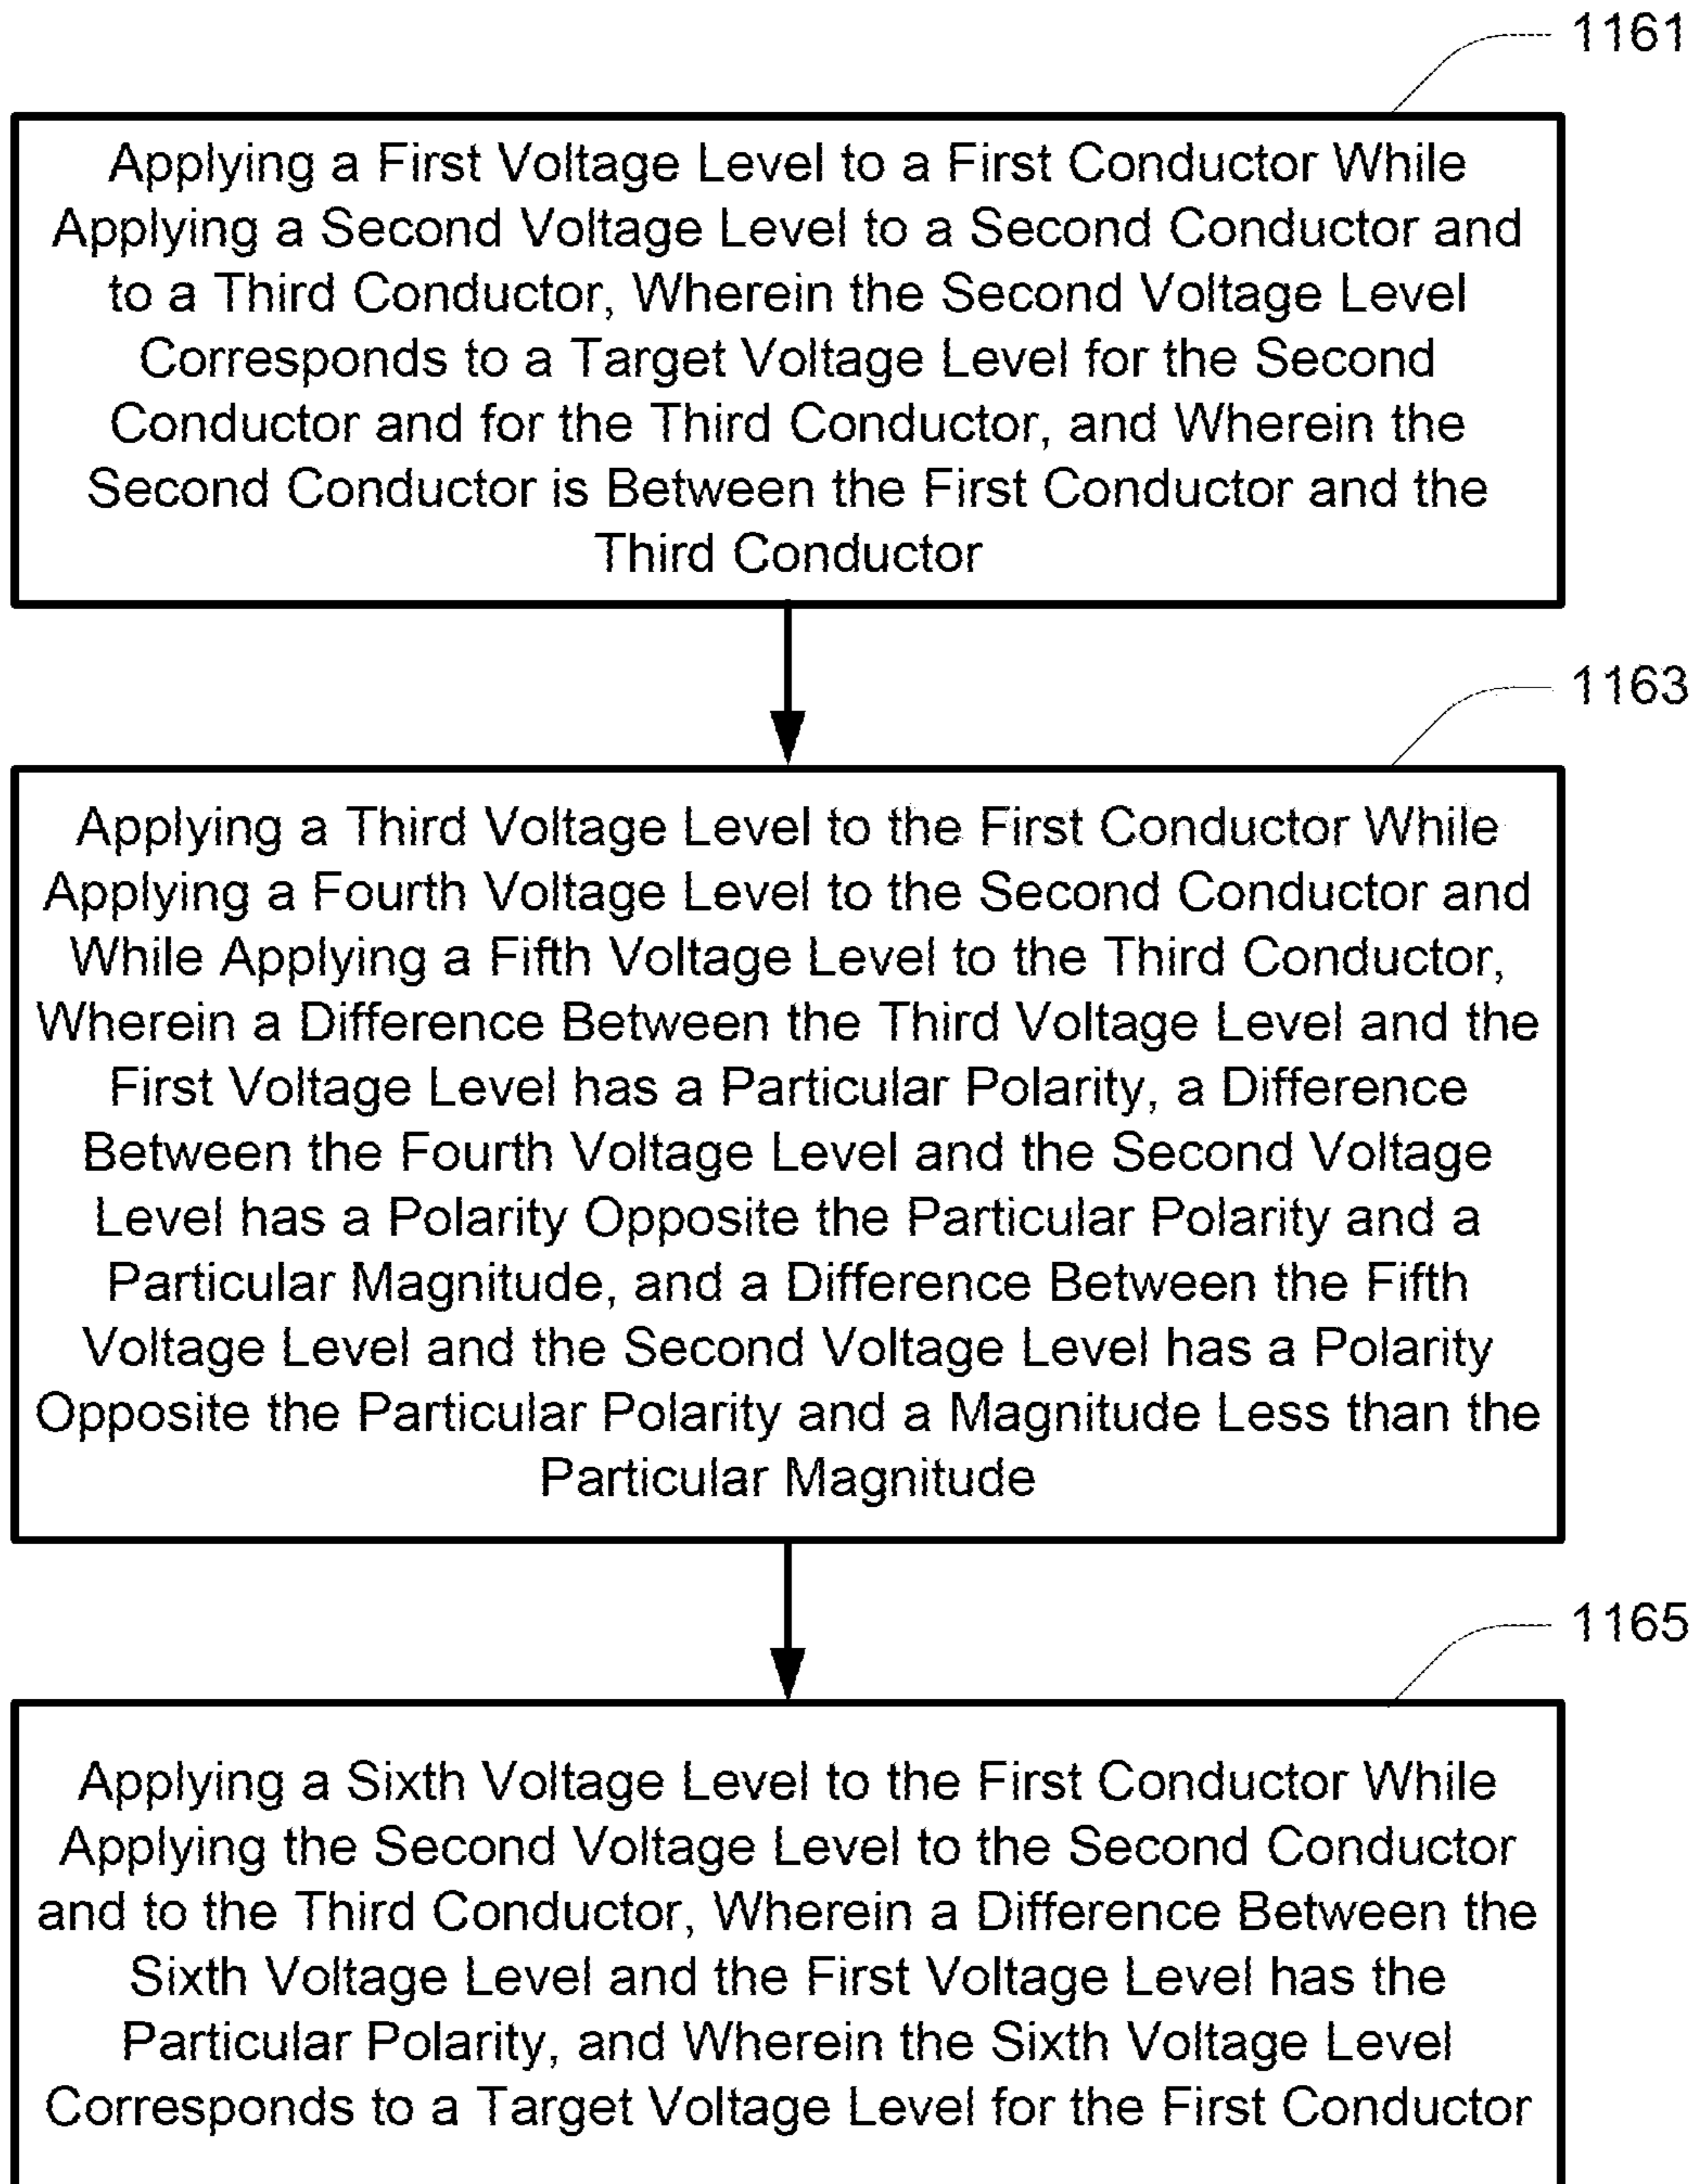 1161
Applying a First Voltage Level to a First Conductor While
Applying a Second Voltage Level to a Second Conductor and
to a Third Conductor, Wherein the Second Voltage Level
Corresponds to a Target Voltage Level for the Second
Conductor and for the Third Conductor, and Wherein the
Second Conductor is Between the First Conductor and the
Third Conductor
1163
Applying a Third Voltage Level to the First Conductor While
Applying a Fourth Voltage Level to the Second Conductor and
While Applying a Fifth Voltage Level to the Third Conductor,
Wherein a Difference Between the Third Voltage Level and the
First Voltage Level has a Particular Polarity, a Difference
Between the Fourth Voltage Level and the Second Voltage
Level has a Polarity Opposite the Particular Polarity and a
Particular Magnitude, and a Difference Between the Fifth
Voltage Level and the Second Voltage Level has a Polarity
Opposite the Particular Polarity and a Magnitude Less than the
Particular Magnitude
1165
Applying a Sixth Voltage Level to the First Conductor While
Applying the Second Voltage Level to the Second Conductor
and to the Third Conductor, Wherein a Difference Between the
Sixth Voltage Level and the First Voltage Level has the
Particular Polarity, and Wherein the Sixth Voltage Level
Corresponds to a Target Voltage Level for the First Conductor